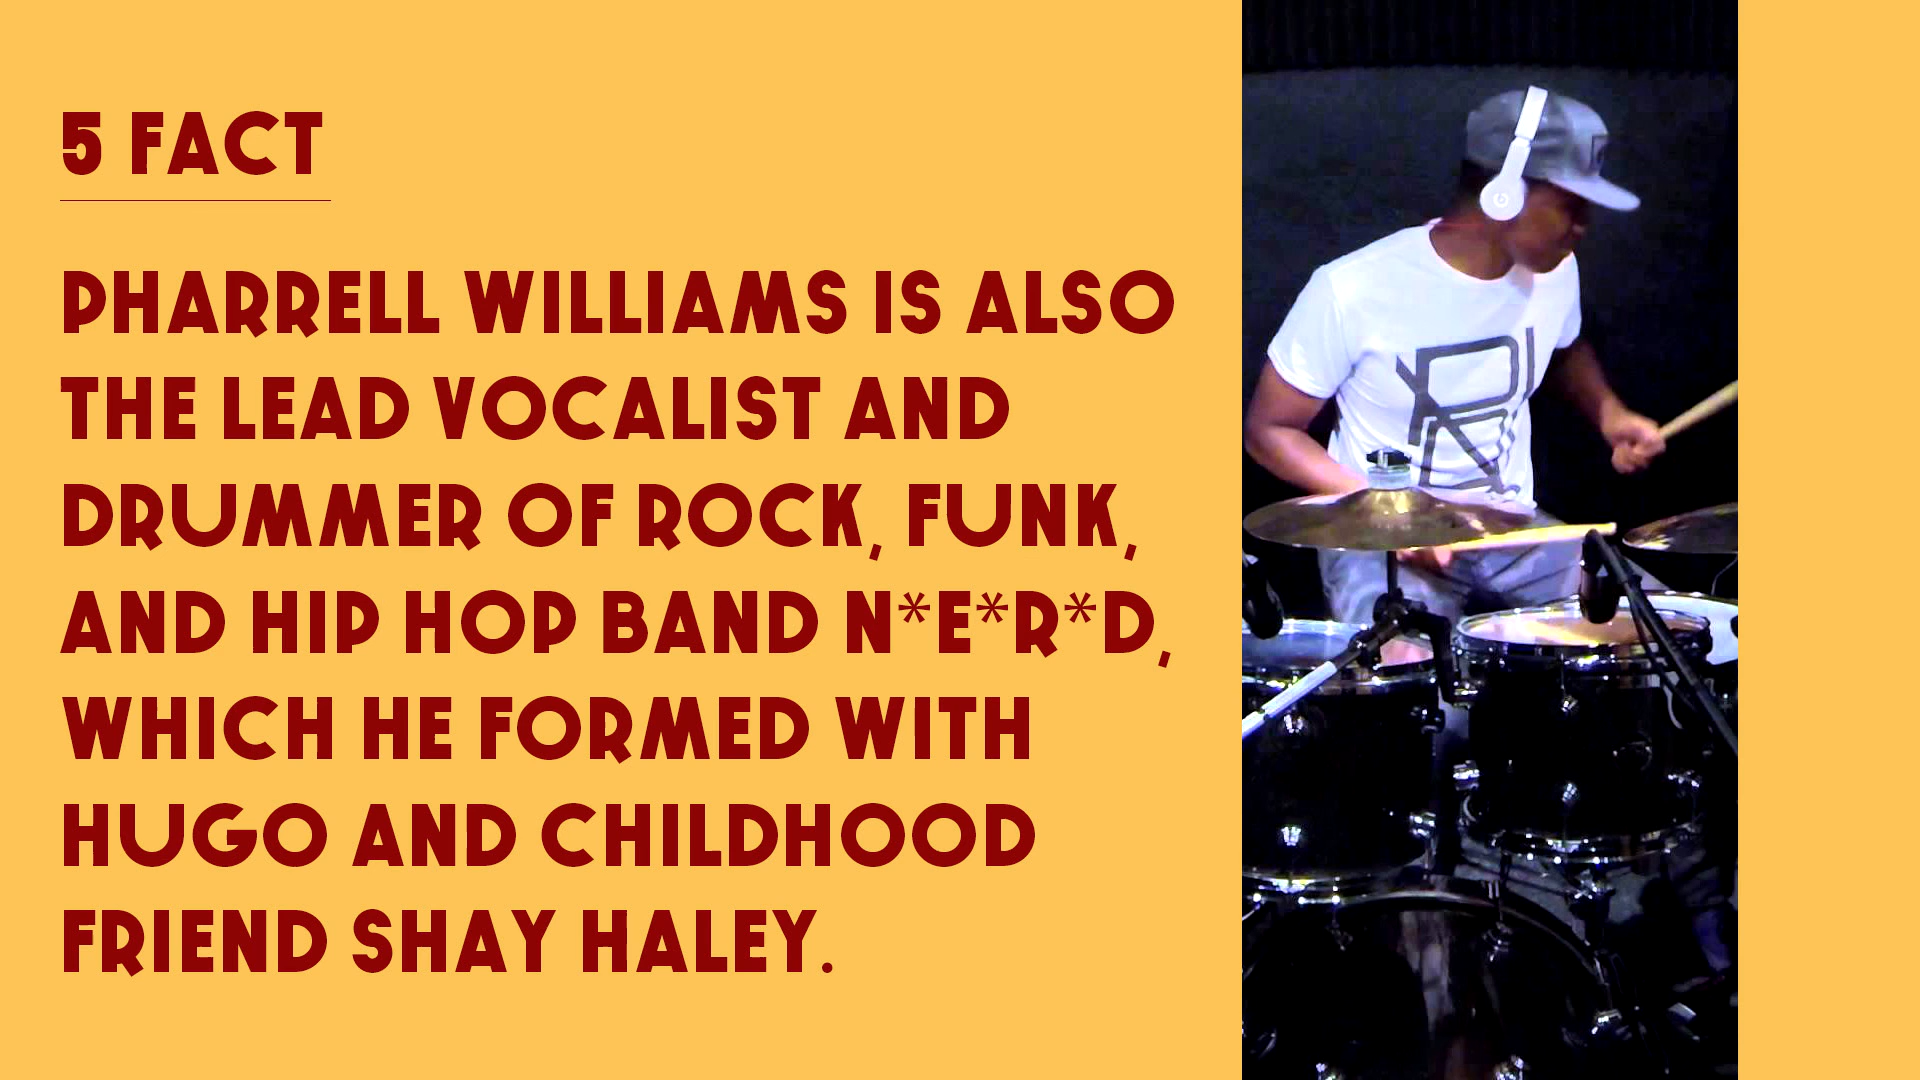 5 FACT
PHARRELL WILLIAMS IS ALSO
THE LEAD VOCALIST AND
DRUMMER OF ROCK, FUNK,
AND HIP HOP BAND N*E*R*D,
WHICH HE FORMED WITH
HUGO AND CHILDHOOD
FRIEND SHAY HALEY.